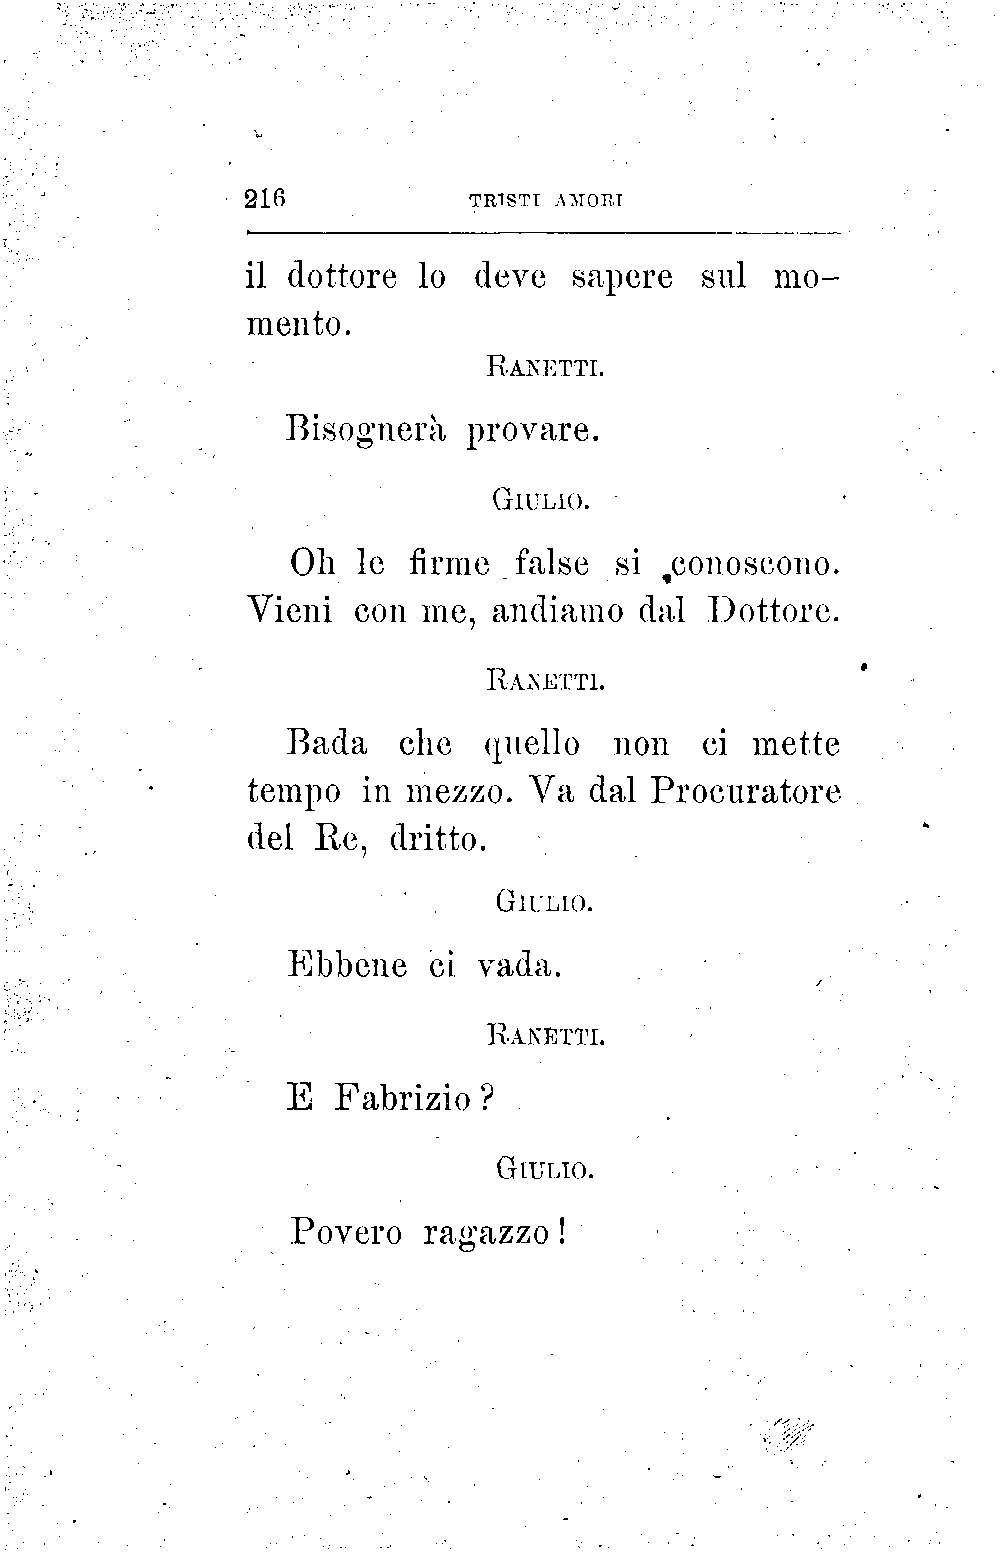 216 TRISTI AMORI
il dottore lo deve sapere sul mo-
mento.
RANETTI.
Bisognerà provare.
GIULIO.
Oh le firme false si conoscono.
Vieni con me, andiamo dal Dottore.
RANETTI.
Bada che quello non ci mette
tempo in mezzo. Va dal Procuratore
del Re, dritto.
GIULIO.
Ebbene ci vada.
RANETTI.
E Fabrizio?
GIULIO.
Povero ragazzo!